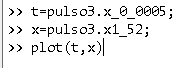 >> t=pulso3.x_0_0005;
>> x=pulso3.x1_52;
>> plot(t,x)